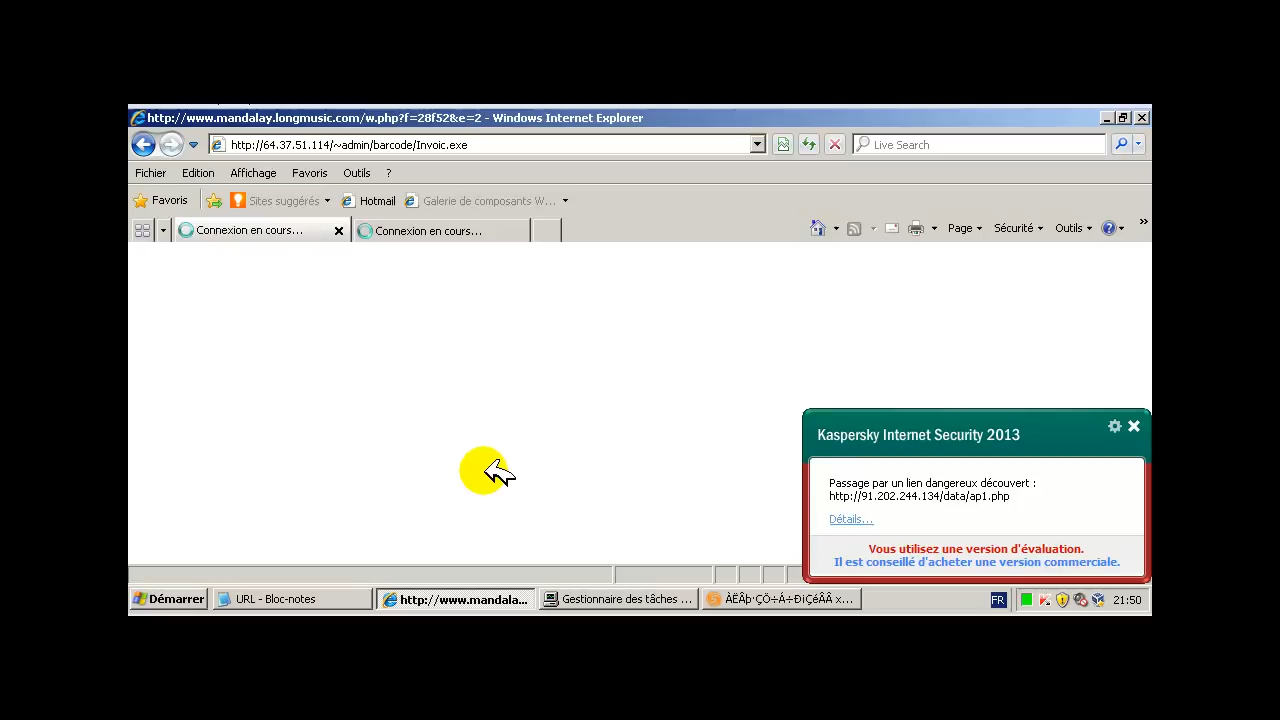 http://www.mandalay.longmusic.com/w.php?f=28f52&e=2 - Windows Internet Explorer
http://64.37.51.114/~admin/barcode/Invoic.exe
Live Search
Fichier Edition Affichage Favoris Outils ?
Favoris Sites suggérés Hotmail Galerie de composants W...
Connexion en cours... Connexion en cours... Page Sécurité Outils »
Kaspersky Internet Security 2013
Passage par un lien dangereux découvert :
http://91.202.244.134/data/ap1.php
Détails...
Vous utilisez une version d'évaluation.
Il est conseillé d'acheter une version commerciale.
Démarrer URL - Bloc-notes http://www.mandala... Gestionnaire des tâches ... FR 21:50